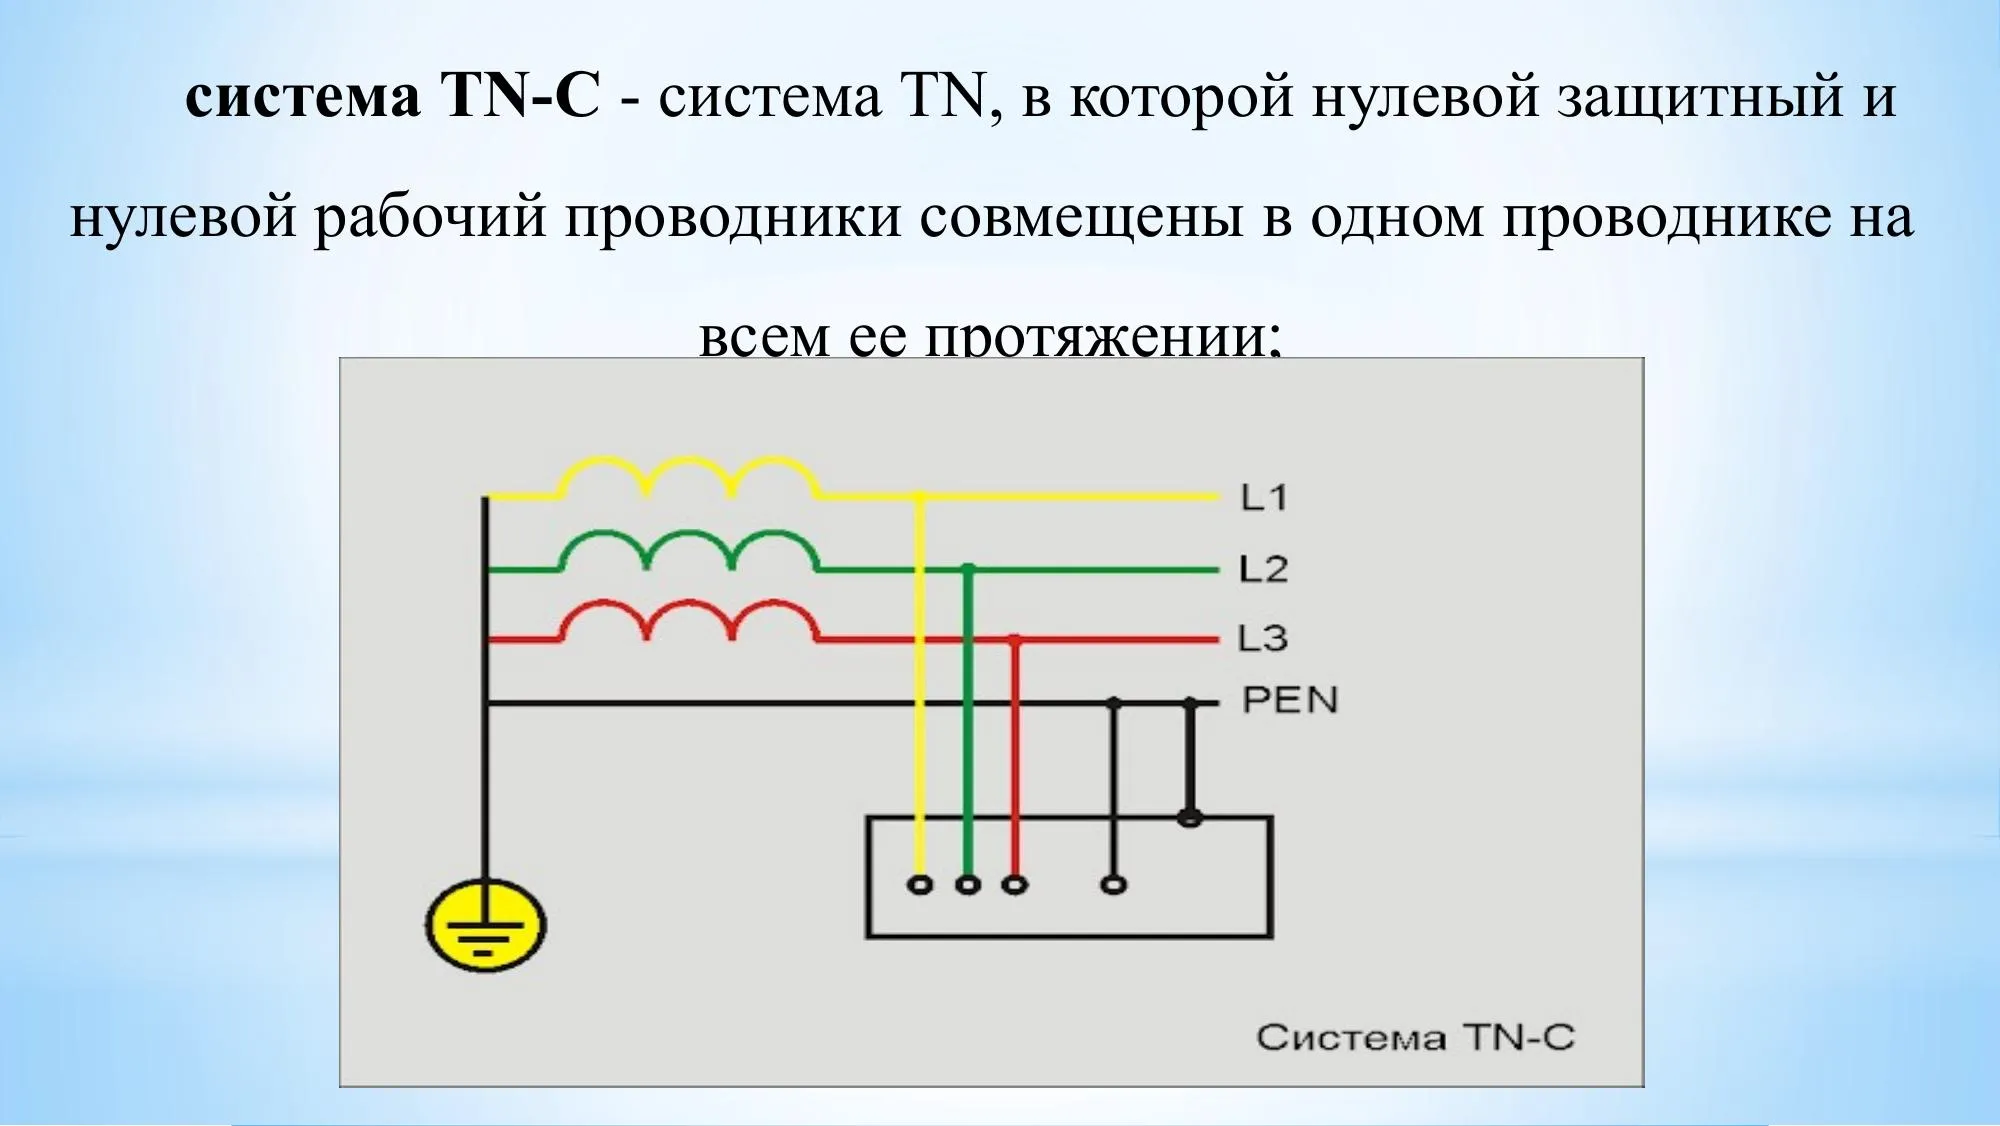 система TN-C - система TN, в которой нулевой защитный и
нулевой рабочий проводники совмещены в одном проводнике на
всем ее протяжении;
L1
L2
L3
PEN
Система TN-C